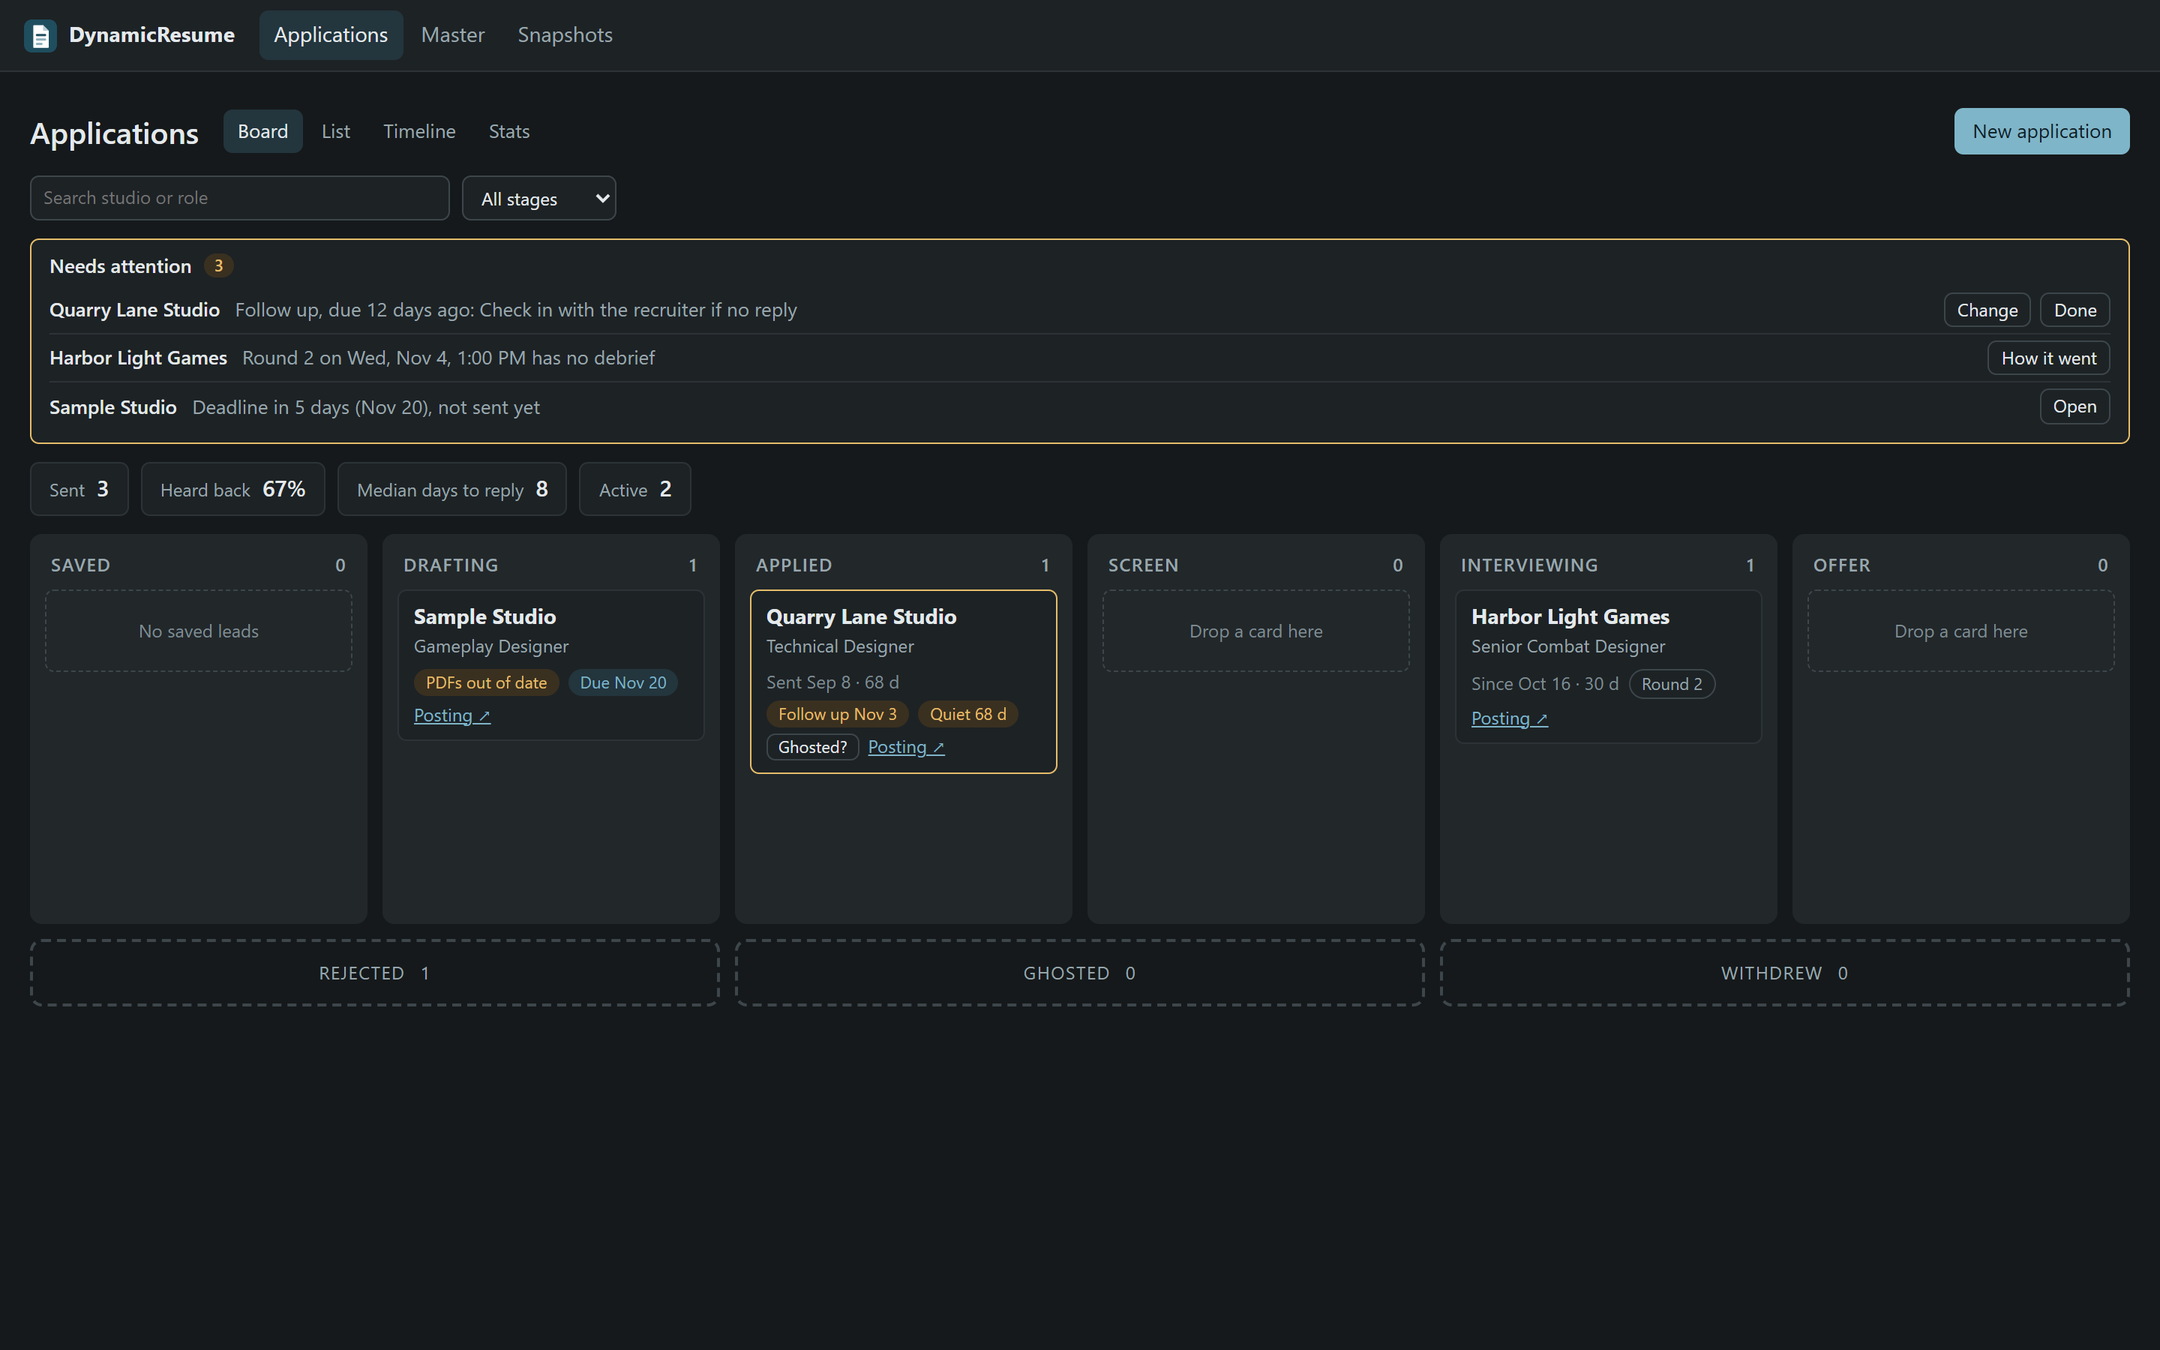 DynamicResume Applications Master Snapshots
Applications Board List Timeline Stats New application
Search studio or role All stages
Needs attention 3
Quarry Lane Studio Follow up, due 12 days ago: Check in with the recruiter if no reply Change Done
Harbor Light Games Round 2 on Wed, Nov 4, 1:00 PM has no debrief How it went
Sample Studio Deadline in 5 days (Nov 20), not sent yet Open
Sent 3 Heard back 67% Median days to reply 8 Active 2
SAVED 0
No saved leads
DRAFTING 1
Sample Studio
Gameplay Designer
PDFs out of date Due Nov 20
Posting ↗
APPLIED 1
Quarry Lane Studio
Technical Designer
Sent Sep 8 · 68 d
Follow up Nov 3 Quiet 68 d
Ghosted? Posting ↗
SCREEN 0
Drop a card here
INTERVIEWING 1
Harbor Light Games
Senior Combat Designer
Since Oct 16 · 30 d Round 2
Posting ↗
OFFER 0
Drop a card here
REJECTED 1 GHOSTED 0 WITHDREW 0